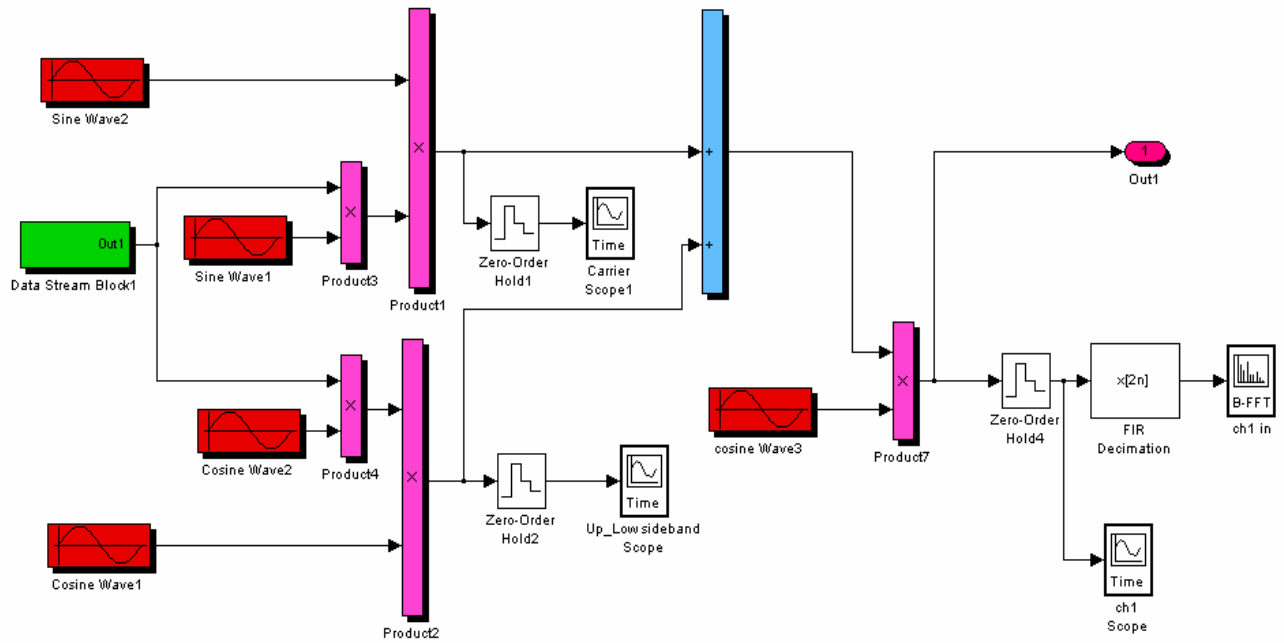 Sine Wave2
×
+
1
Out1
×
Out1
Data Stream Block1
Sine Wave1
Product3
Product1
Zero-Order
Hold1
Time
Carrier
Scope1
+
×
Cosine Wave2
Product4
×
Cosine Wave1
Product2
Zero-Order
Hold2
Time
Up_Lowsideband
Scope
cosine Wave3
×
Product7
Zero-Order
Hold4
x[2n]
FIR
Decimation
B-FFT
ch1 in
Time
ch1
Scope